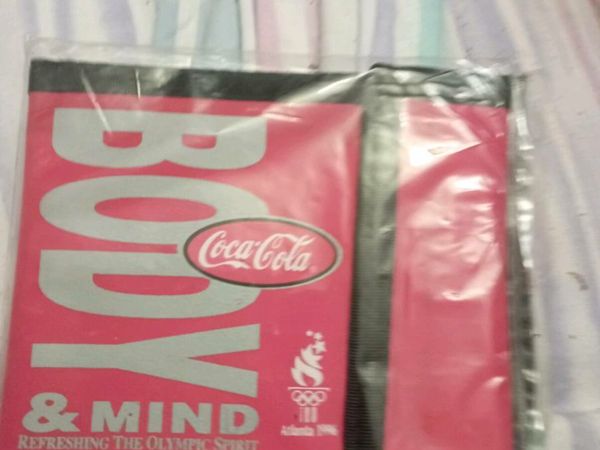 BODY
Coca-Cola
& MIND
REFRESHING THE OLYMPIC SPIRIT
Atlanta 1996